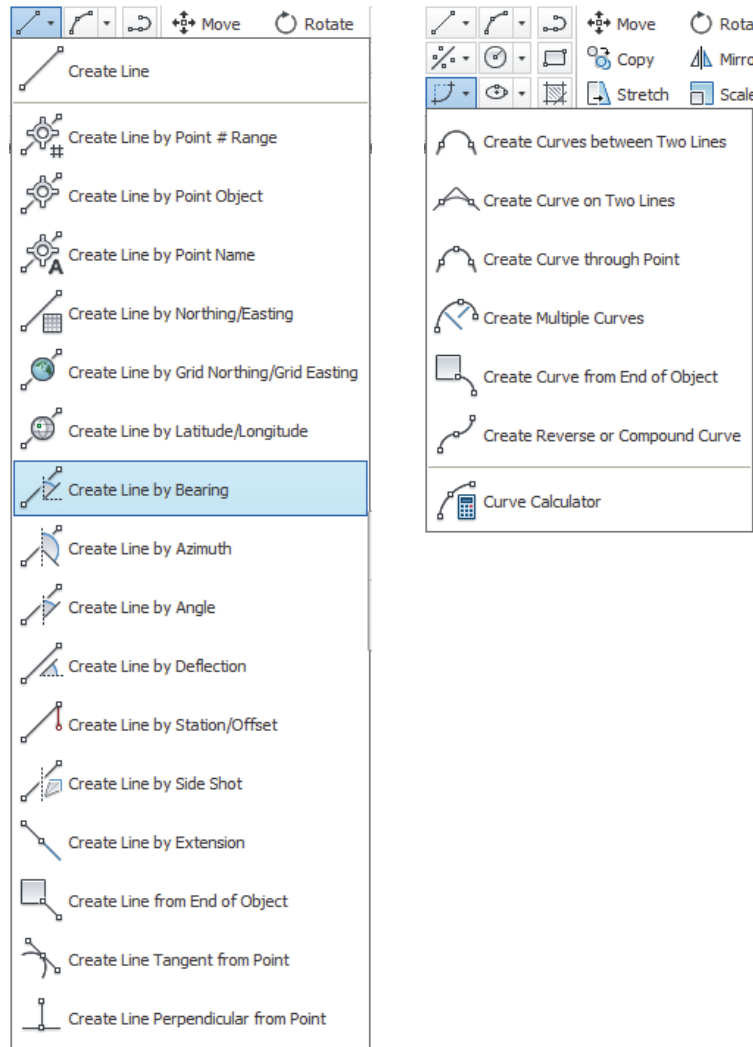 Move
Rotate
Create Line
Create Line by Point # Range
Create Line by Point Object
Create Line by Point Name
Create Line by Northing/Easting
Create Line by Grid Northing/Grid Easting
Create Line by Latitude/Longitude
Create Line by Bearing
Create Line by Azimuth
Create Line by Angle
Create Line by Deflection
Create Line by Station/Offset
Create Line by Side Shot
Create Line by Extension
Create Line from End of Object
Create Line Tangent from Point
Create Line Perpendicular from Point
Move
Rota
Copy
Mirro
Stretch
Scale
Create Curves between Two Lines
Create Curve on Two Lines
Create Curve through Point
Create Multiple Curves
Create Curve from End of Object
Create Reverse or Compound Curve
Curve Calculator